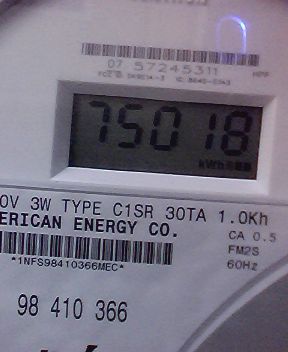 07 57245311
HPF
75018
kWh
0V 3W TYPE C1SR 30TA 1.0Kh
ERICAN ENERGY CO.
CA 0.5
FM2S
*1NFS98410366MEC*
60Hz
98 410 366